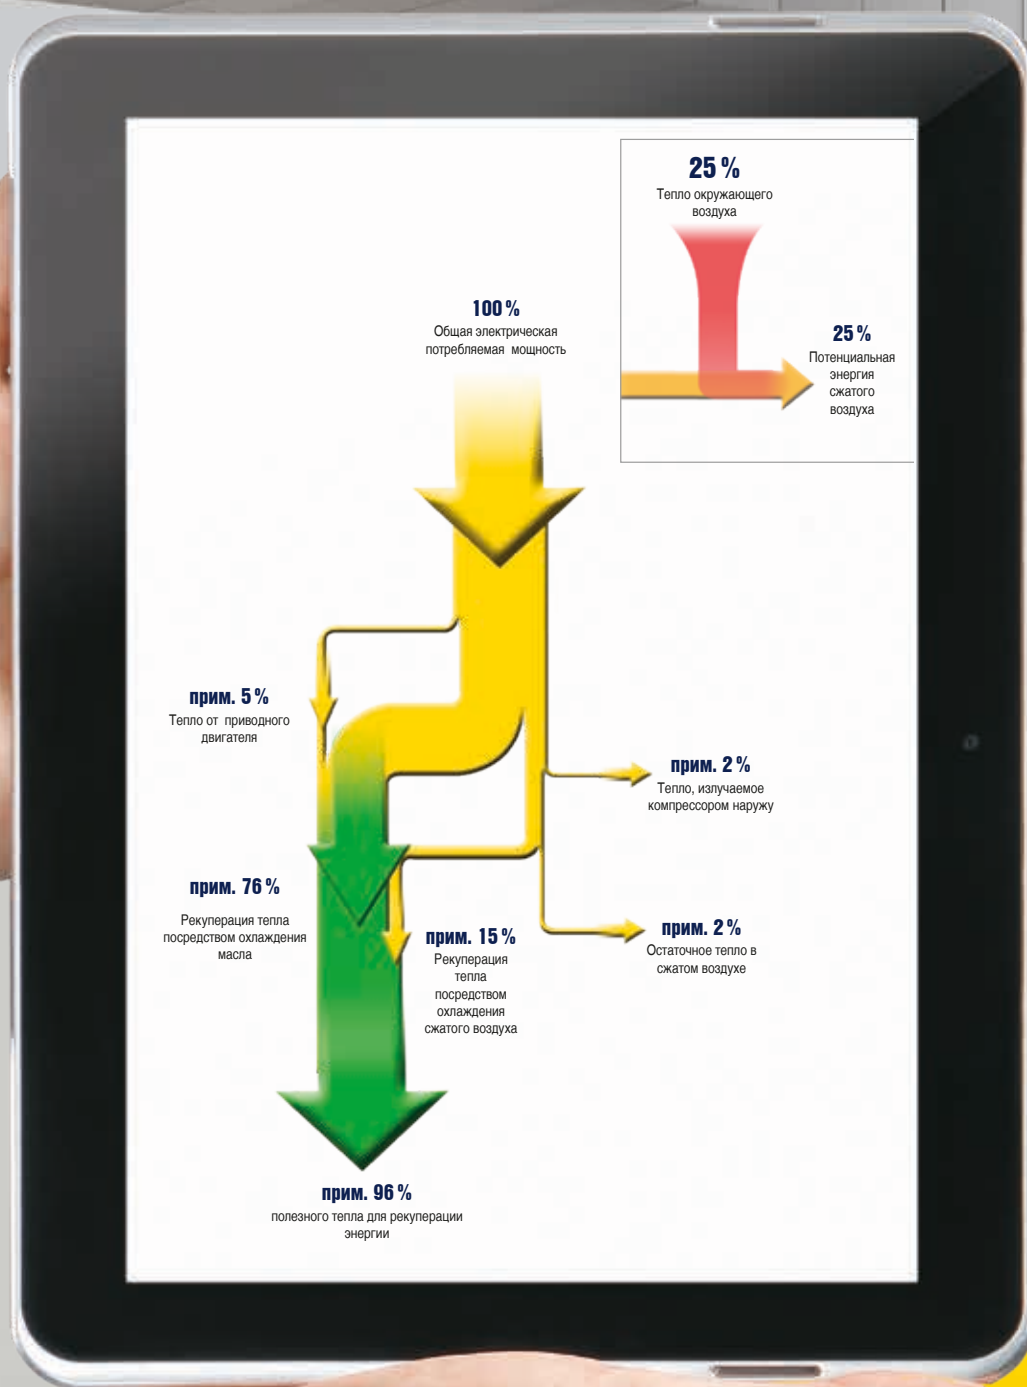 25 %
Тепло окружающего
воздуха
100 %
Общая электрическая
потребляемая мощность
25 %
Потенциальная
энергия
сжатого
воздуха
прим. 5 %
Тепло от приводного
двигателя
прим. 2 %
Тепло, излучаемое
компрессором наружу
прим. 76 %
Рекуперация тепла
посредством охлаждения
масла
прим. 15 %
Рекуперация
тепла
посредством
охлаждения
сжатого воздуха
прим. 2 %
Остаточное тепло в
сжатом воздухе
прим. 96 %
полезного тепла для рекуперации
энергии